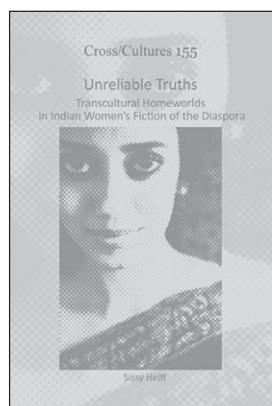 Cross/Cultures 155
Unreliable Truths
Transcultural Homeworlds
in Indian Women's Fiction of the Diaspora
Sissy Helff